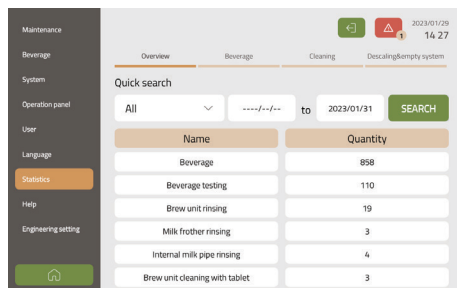 Maintenance
Beverage
System
Operation panel
User
Language
Statistics
Help
Engineering setting
1
2023/01/29
14 27
Overview
Beverage
Cleaning
Descaling&empty system
Quick search
All
----/--/--
to
2023/01/31
SEARCH
Name
Quantity
Beverage
858
Beverage testing
110
Brew unit rinsing
19
Milk frother rinsing
3
Internal milk pipe rinsing
4
Brew unit cleaning with tablet
3